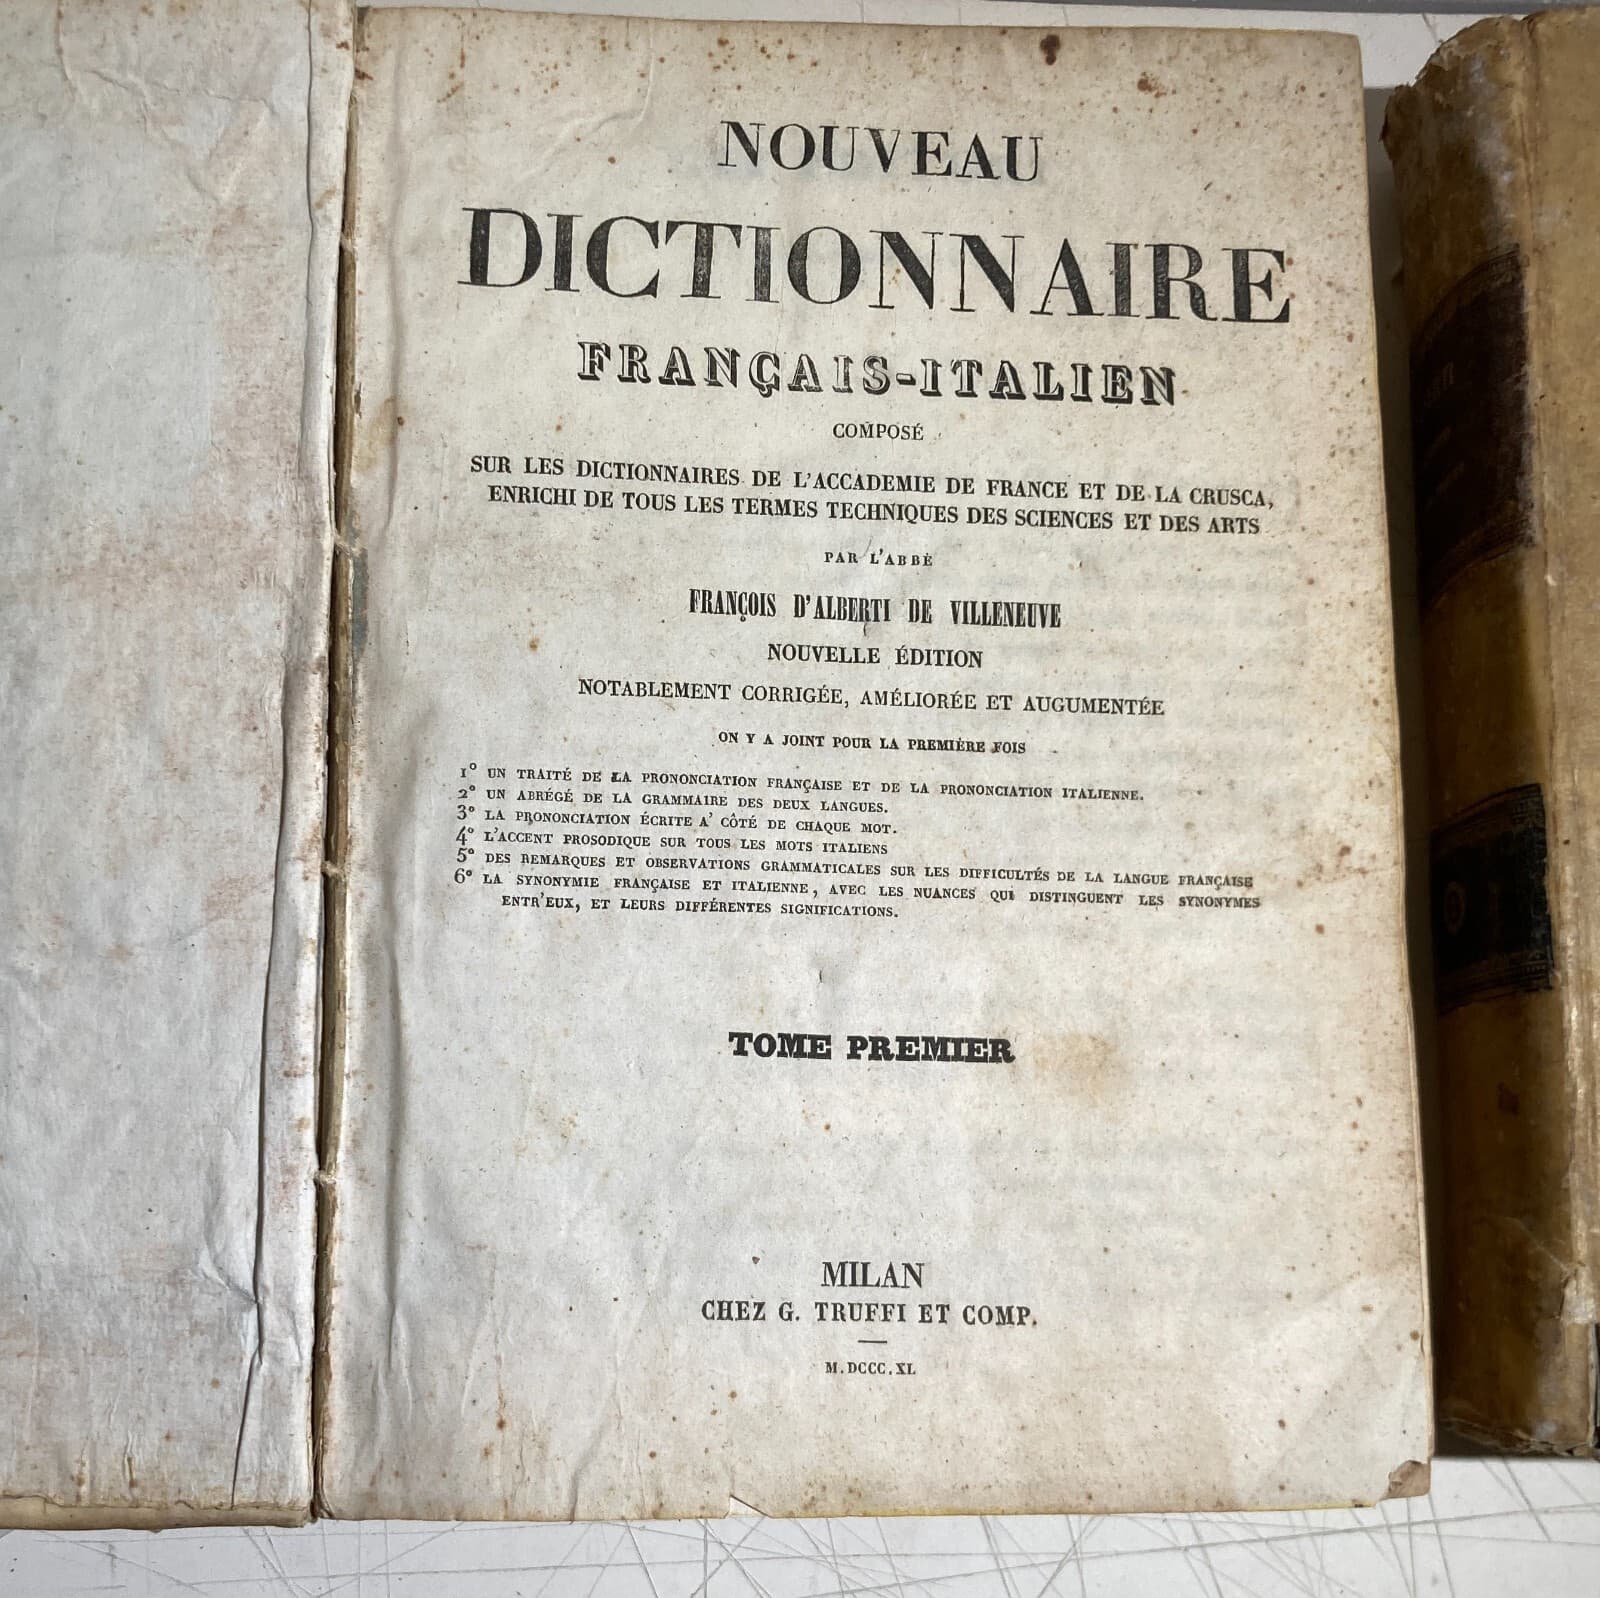 NOUVEAU
DICTIONNAIRE
FRANÇAIS-ITALIEN
COMPOSÉ
SUR LES DICTIONNAIRES DE L'ACCADEMIE DE FRANCE ET DE LA CRUSCA,
ENRICHI DE TOUS LES TERMES TECHNIQUES DES SCIENCES ET DES ARTS
PAR L'ABBÈ
FRANÇOIS D'ALBERTI DE VILLENEUVE
NOUVELLE ÉDITION
NOTABLEMENT CORRIGÉE, AMÉLIORÉE ET AUGUMENTÉE
ON Y A JOINT POUR LA PREMIÈRE FOIS
1° UN TRAITÉ DE LA PRONONCIATION FRANÇAISE ET DE LA PRONONCIATION ITALIENNE.
2° UN ABRÉGÉ DE LA GRAMMAIRE DES DEUX LANGUES.
3° LA PRONONCIATION ÉCRITE A' CÔTÉ DE CHAQUE MOT.
4° L'ACCENT PROSODIQUE SUR TOUS LES MOTS ITALIENS
5° DES REMARQUES ET OBSERVATIONS GRAMMATICALES SUR LES DIFFICULTÉS DE LA LANGUE FRANÇAISE
6° LA SYNONYMIE FRANÇAISE ET ITALIENNE, AVEC LES NUANCES QUI DISTINGUENT LES SYNONYMES
ENTR'EUX, ET LEURS DIFFÉRENTES SIGNIFICATIONS.
TOME PREMIER
MILAN
CHEZ G. TRUFFI ET COMP.
M.DCCC.XL